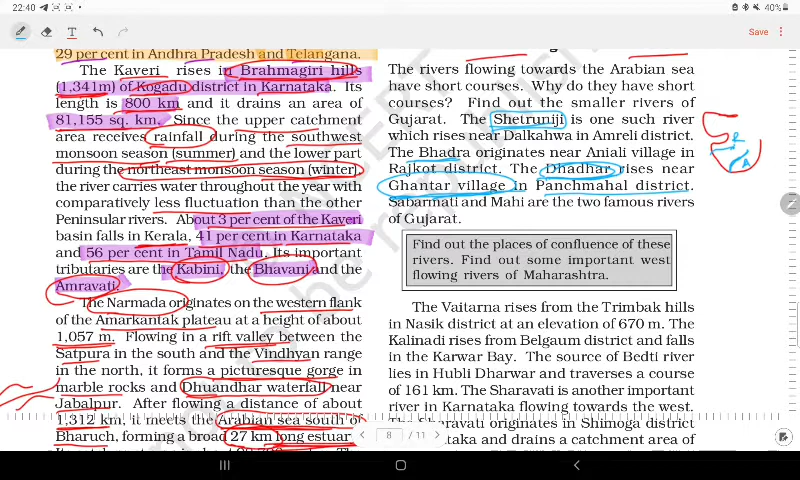 22:40
40%
Save
29 per cent in Andhra Pradesh and Telangana.
The Kaveri rises in Brahmagiri hills
(1,341m) of Kogadu district in Karnataka. Its
length is 800 km and it drains an area of
81,155 sq. km. Since the upper catchment
area receives rainfall during the southwest
monsoon season (summer) and the lower part
during the northeast monsoon season (winter),
the river carries water throughout the year with
comparatively less fluctuation than the other
Peninsular rivers. About 3 per cent of the Kaveri
basin falls in Kerala, 41 per cent in Karnataka
and 56 per cent in Tamil Nadu. Its important
tributaries are the Kabini, the Bhavani and the
Amravati.
The Narmada originates on the western flank
of the Amarkantak plateau at a height of about
1,057 m. Flowing in a rift valley between the
Satpura in the south and the Vindhyan range
in the north, it forms a picturesque gorge in
marble rocks and Dhuandhar waterfall near
Jabalpur. After flowing a distance of about
1,312 km, it meets the Arabian sea south of
Bharuch, forming a broad 27 km long estuar
The rivers flowing towards the Arabian sea
have short courses. Why do they have short
courses? Find out the smaller rivers of
Gujarat. The Shetruniji is one such river
which rises near Dalkahwa in Amreli district.
The Bhadra originates near Aniali village in
Rajkot district. The Dhadhar rises near
Ghantar village in Panchmahal district.
Sabarmati and Mahi are the two famous rivers
of Gujarat.
R
A
Find out the places of confluence of these
rivers. Find out some important west
flowing rivers of Maharashtra.
The Vaitarna rises from the Trimbak hills
in Nasik district at an elevation of 670 m. The
Kalinadi rises from Belgaum district and falls
in the Karwar Bay. The source of Bedti river
lies in Hubli Dharwar and traverses a course
of 161 km. The Sharavati is another important
river in Karnataka flowing towards the west.
Sharavati originates in Shimoga district
ataka and drains a catchment area of
8 / 11